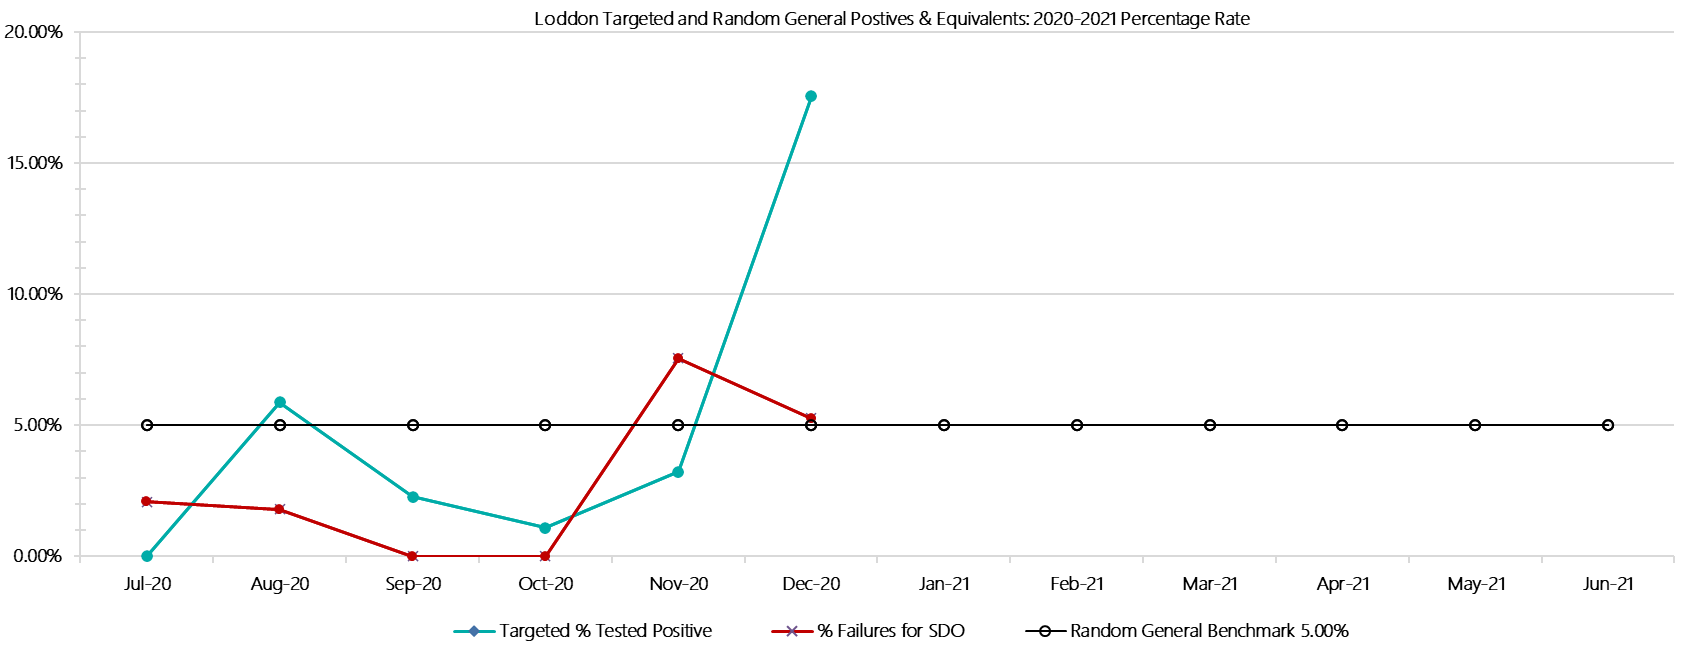 Loddon Targeted and Random General Postives & Equivalents: 2020-2021 Percentage Rate
20.00%
15.00%
10.00%
5.00%
0.00%
Jul-20 Aug-20 Sep-20 Oct-20 Nov-20 Dec-20 Jan-21 Feb-21 Mar-21 Apr-21 May-21 Jun-21
Targeted % Tested Positive % Failures for SDO Random General Benchmark 5.00%